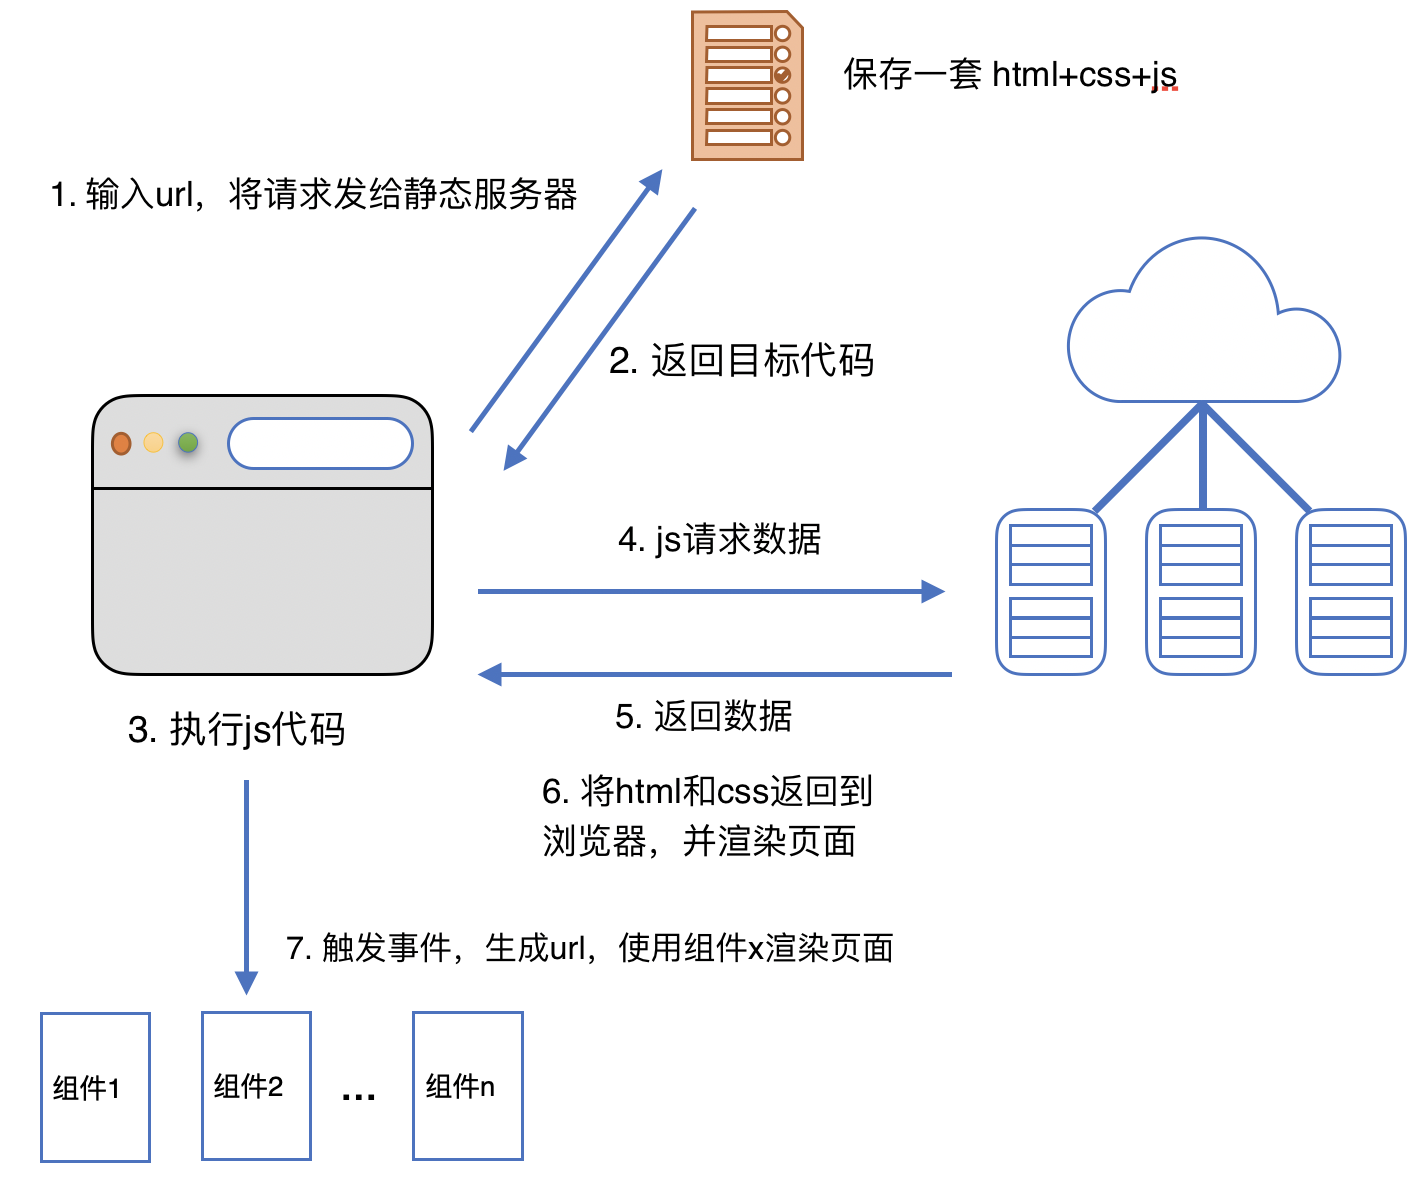 保存一套 html+css+js
1. 输入url，将请求发给静态服务器
2. 返回目标代码
4. js请求数据
5. 返回数据
3. 执行js代码
6. 将html和css返回到
浏览器，并渲染页面
7. 触发事件，生成url，使用组件x渲染页面
组件1
组件2
...
组件n